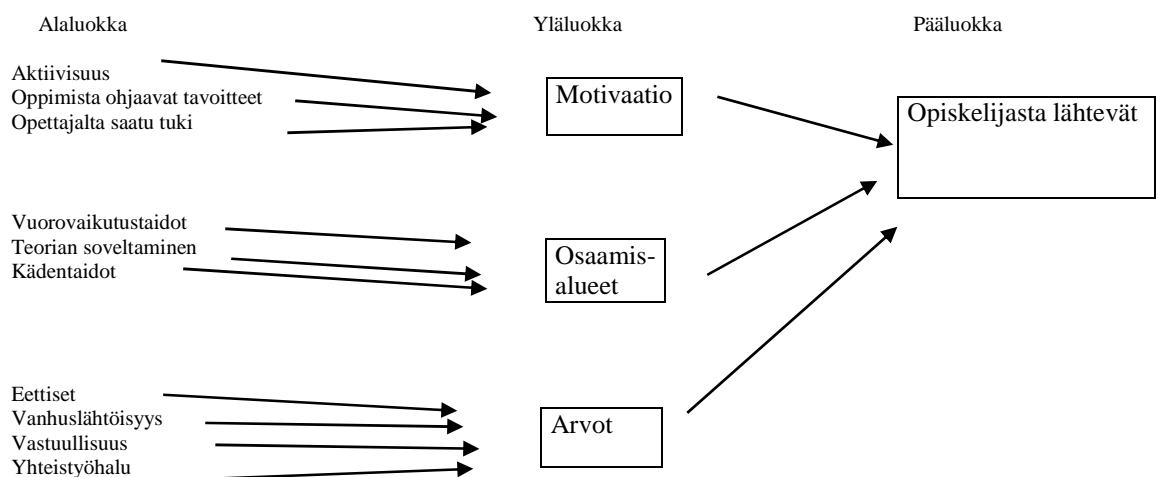 Alaluokka Yläluokka Pääluokka
Aktiivisuus
Oppimista ohjaavat tavoitteet
Opettajalta saatu tuki
Motivaatio
Opiskelijasta lähtevät
Vuorovaikutustaidot
Teorian soveltaminen
Kädentaidot
Osaamis-
alueet
Eettiset
Vanhuslähtöisyys
Vastuullisuus
Yhteistyöhalu
Arvot